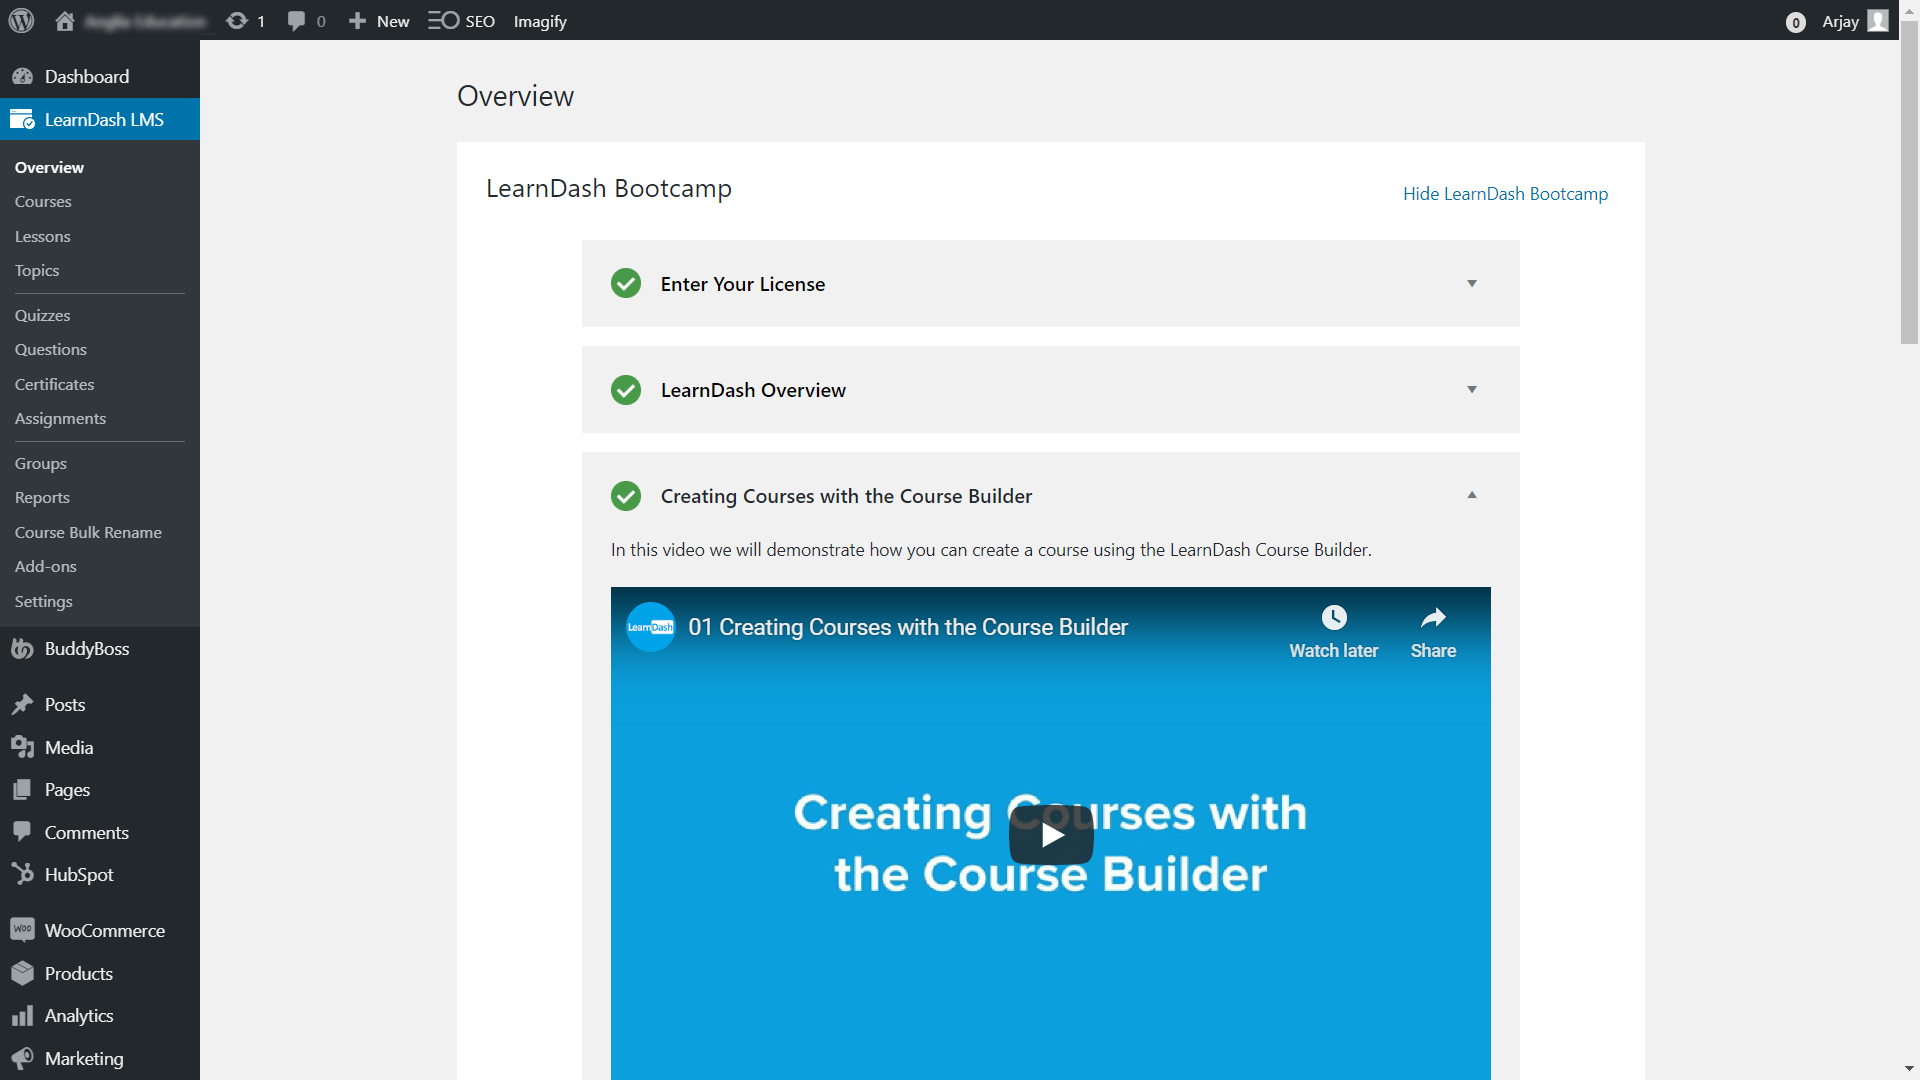 1 0 New SEO Imagify 0 Arjay
Dashboard
LearnDash LMS
Overview
Courses
Lessons
Topics
Quizzes
Questions
Certificates
Assignments
Groups
Reports
Course Bulk Rename
Add-ons
Settings
BuddyBoss
Posts
Media
Pages
Comments
HubSpot
WooCommerce
Products
Analytics
Marketing
Overview
LearnDash Bootcamp
Hide LearnDash Bootcamp
Enter Your License
LearnDash Overview
Creating Courses with the Course Builder
In this video we will demonstrate how you can create a course using the LearnDash Course Builder.
LearnDash
01 Creating Courses with the Course Builder
Watch later
Share
Creating Courses with
the Course Builder